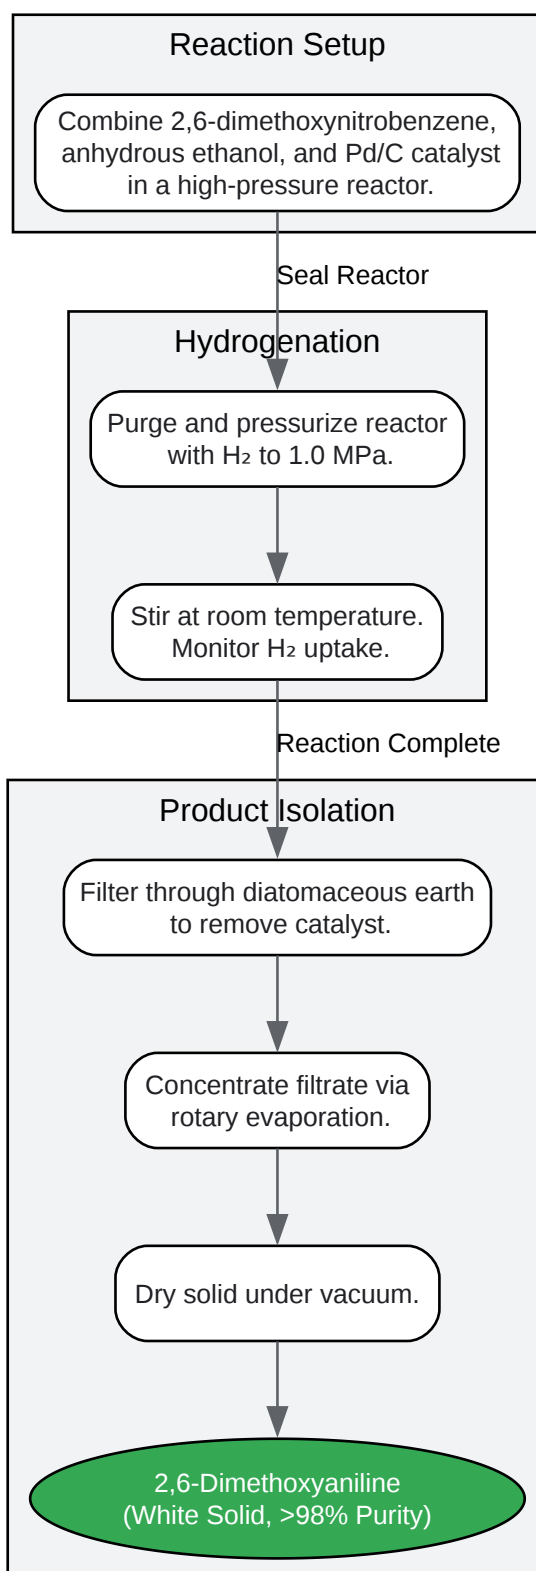 Reaction Setup
Combine 2,6-dimethoxynitrobenzene,
anhydrous ethanol, and Pd/C catalyst
in a high-pressure reactor.
Seal Reactor
Hydrogenation
Purge and pressurize reactor
with H₂ to 1.0 MPa.
Stir at room temperature.
Monitor H₂ uptake.
Reaction Complete
Product Isolation
Filter through diatomaceous earth
to remove catalyst.
Concentrate filtrate via
rotary evaporation.
Dry solid under vacuum.
2,6-Dimethoxyaniline
(White Solid, >98% Purity)